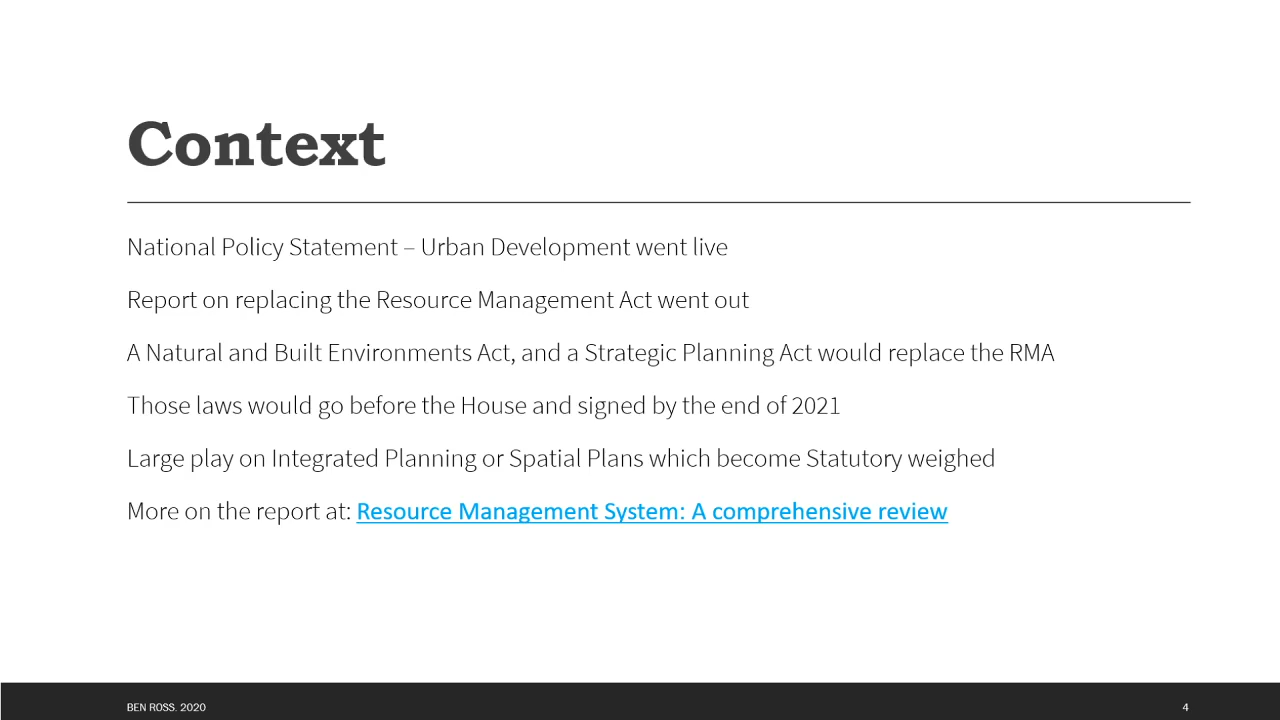 Context
National Policy Statement – Urban Development went live
Report on replacing the Resource Management Act went out
A Natural and Built Environments Act, and a Strategic Planning Act would replace the RMA
Those laws would go before the House and signed by the end of 2021
Large play on Integrated Planning or Spatial Plans which become Statutory weighed
More on the report at: Resource Management System: A comprehensive review
BEN ROSS. 2020
4